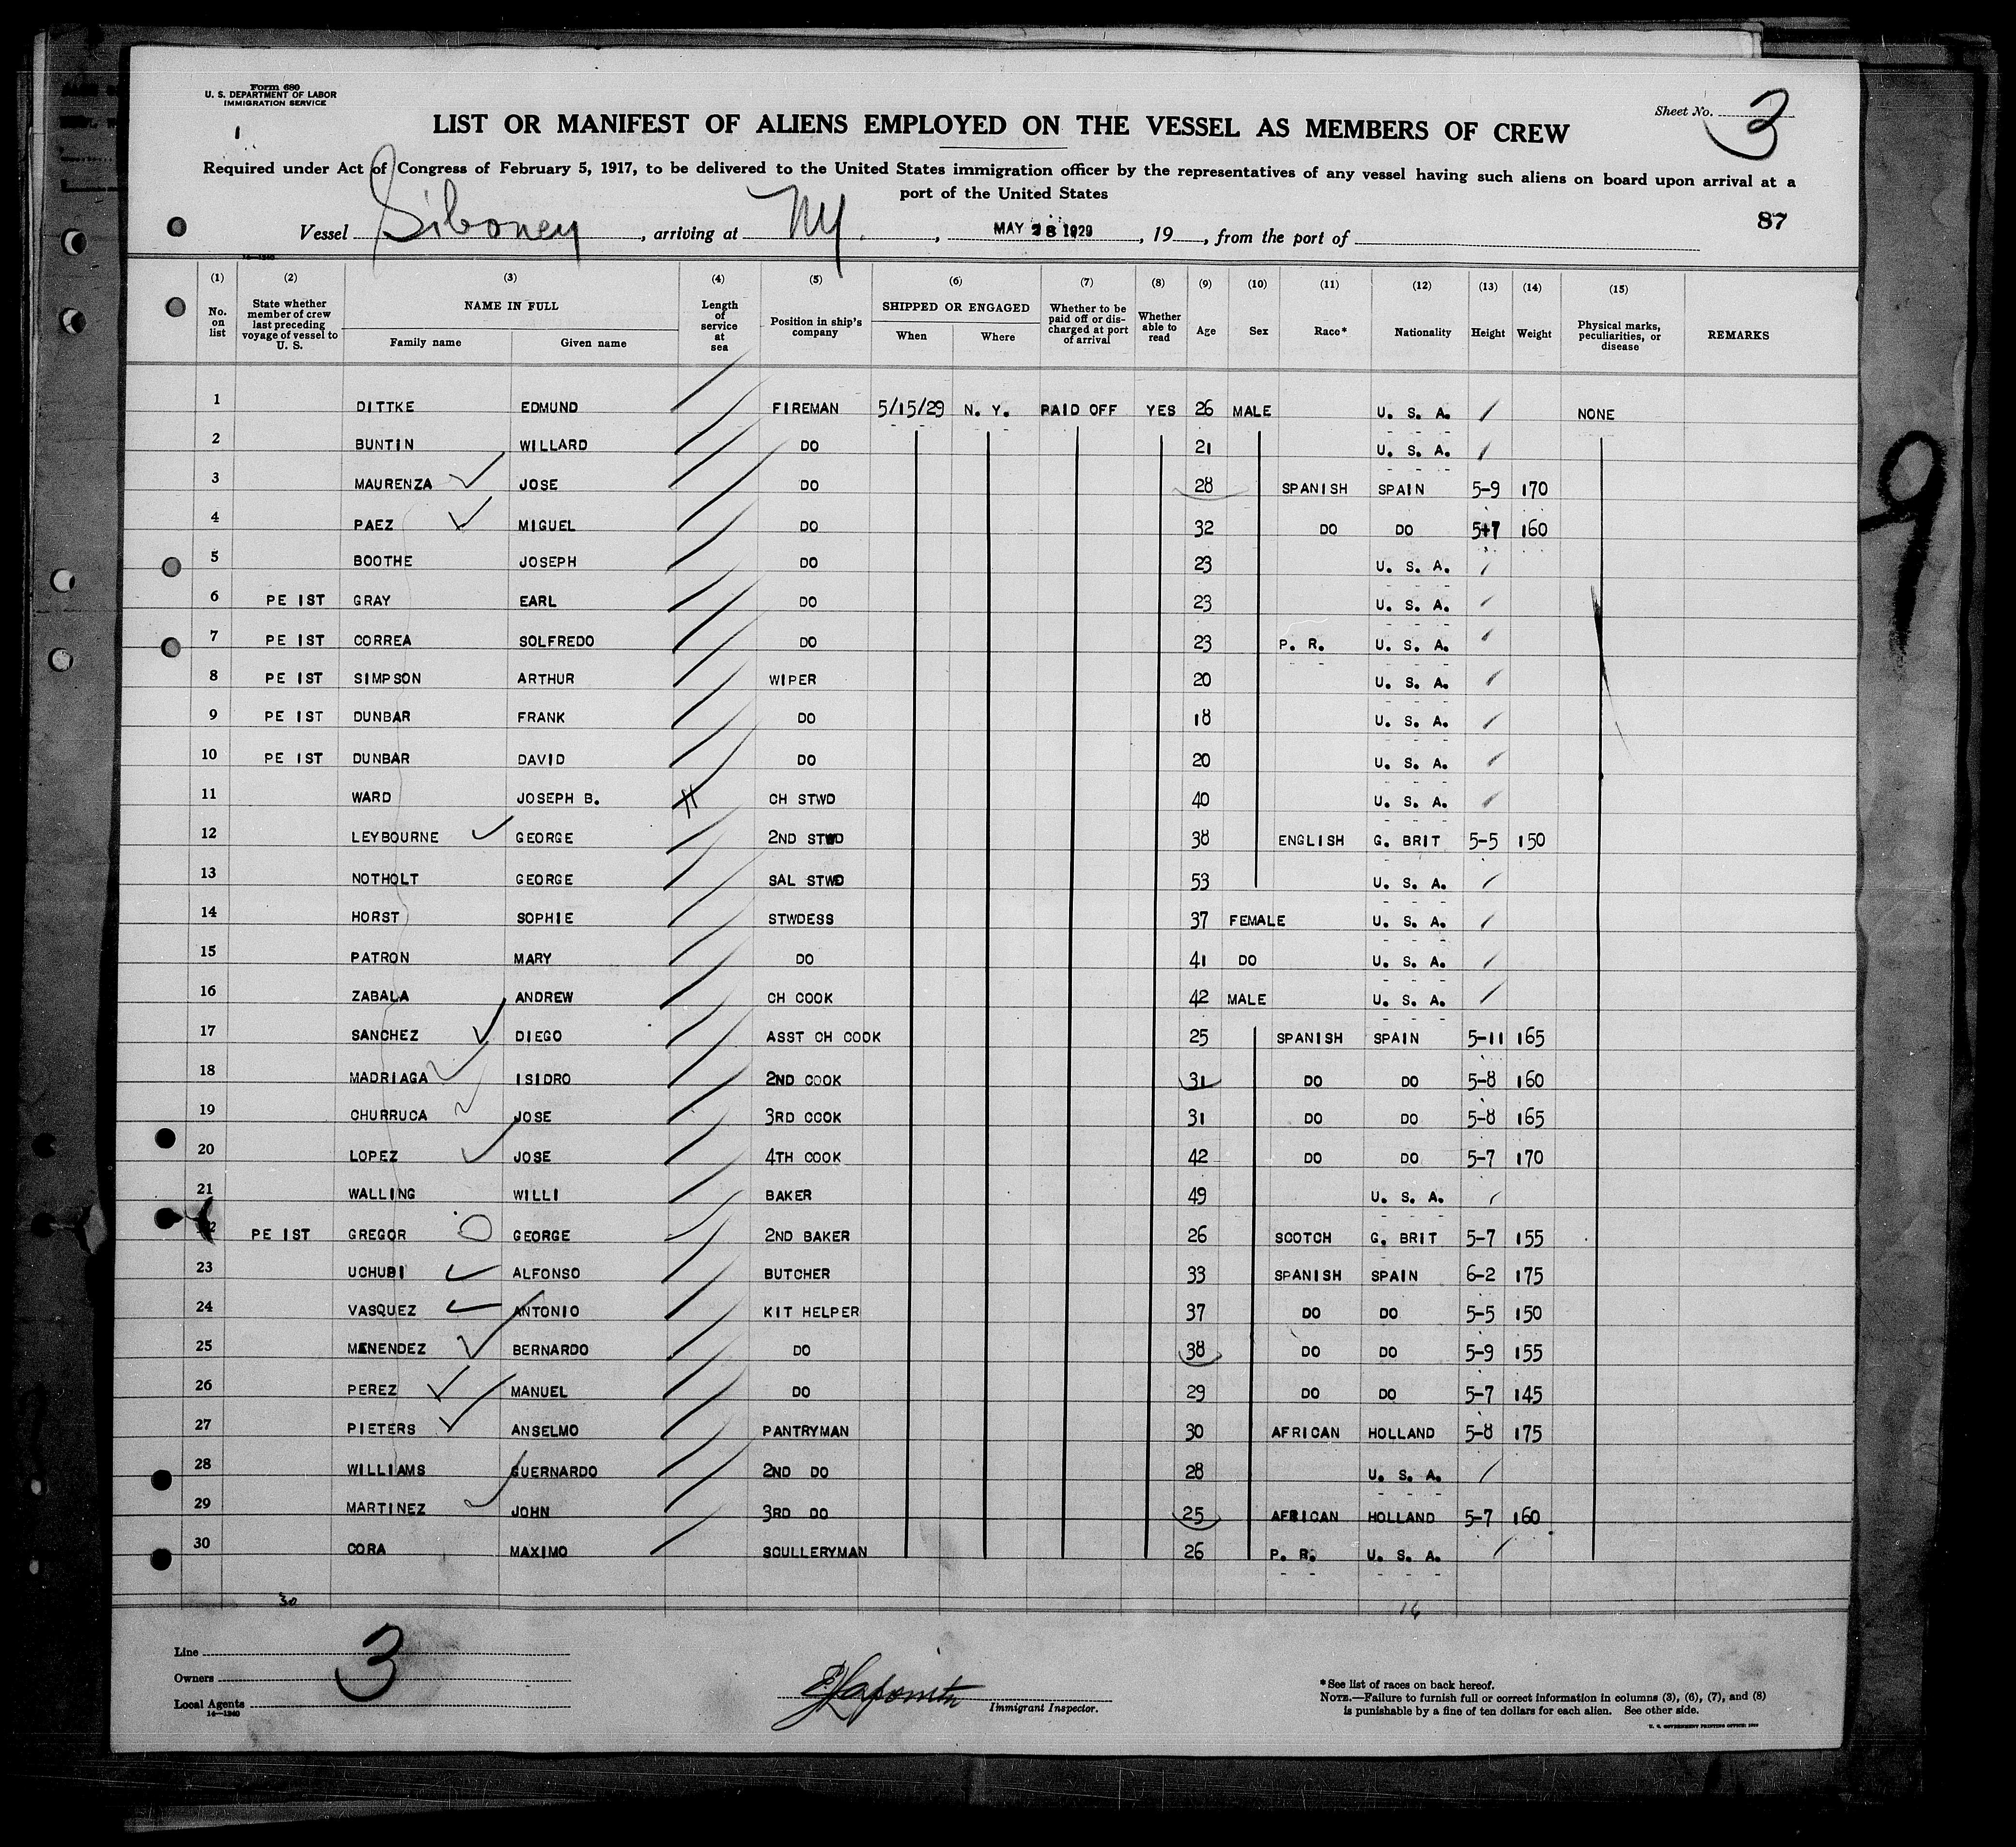 Form 680
U. S. DEPARTMENT OF LABOR
IMMIGRATION SERVICE
Sheet No. 3
LIST OR MANIFEST OF ALIENS EMPLOYED ON THE VESSEL AS MEMBERS OF CREW
Required under Act of Congress of February 5, 1917, to be delivered to the United States immigration officer by the representatives of any vessel having such aliens on board upon arrival at a
port of the United States
87
Vessel Siboney, arriving at NY., MAY 28 1929, 19, from the port of
(1) (2) (3) (4) (5) (6) (7) (8) (9) (10) (11) (12) (13) (14) (15)
No. on list State whether member of crew last preceding voyage of vessel to U. S. NAME IN FULL Family name Given name Length of service at sea Position in ship's company SHIPPED OR ENGAGED When Where Whether to be paid off or discharged at port of arrival Whether able to read Age Sex Race* Nationality Height Weight Physical marks, peculiarities, or disease REMARKS
1 DITTKE EDMUND FIREMAN 5/15/29 N. Y. PAID OFF YES 26 MALE U. S. A. NONE
2 BUNTIN WILLARD DO 21 U. S. A.
3 MAURENZA JOSE DO 28 SPANISH SPAIN 5-9 170
4 PAEZ MIGUEL DO 32 DO DO 5-7 160
5 BOOTHE JOSEPH DO 23 U. S. A.
6 PE IST GRAY EARL DO 23 U. S. A.
7 PE IST CORREA SOLFREDO DO 23 P. R. U. S. A.
8 PE IST SIMPSON ARTHUR WIPER 20 U. S. A.
9 PE IST DUNBAR FRANK DO 18 U. S. A.
10 PE IST DUNBAR DAVID DO 20 U. S. A.
11 WARD JOSEPH B. CH STWD 40 U. S. A.
12 LEYBOURNE GEORGE 2ND STWD 38 ENGLISH G. BRIT 5-5 150
13 NOTHOLT GEORGE SAL STWD 53 U. S. A.
14 HORST SOPHIE STWDESS 37 FEMALE U. S. A.
15 PATRON MARY DO 41 DO U. S. A.
16 ZABALA ANDREW CH COOK 42 MALE U. S. A.
17 SANCHEZ DIEGO ASST CH COOK 25 SPANISH SPAIN 5-11 165
18 MADRIAGA ISIDRO 2ND COOK 31 DO DO 5-8 160
19 CHURRUCA JOSE 3RD COOK 31 DO DO 5-8 165
20 LOPEZ JOSE 4TH COOK 42 DO DO 5-7 170
21 WALLING WILLI BAKER 49 U. S. A.
22 PE IST GREGOR GEORGE 2ND BAKER 26 SCOTCH G. BRIT 5-7 155
23 UCHUBI ALFONSO BUTCHER 33 SPANISH SPAIN 6-2 175
24 VASQUEZ ANTONIO KIT HELPER 37 DO DO 5-5 150
25 MENENDEZ BERNARDO DO 38 DO DO 5-9 155
26 PEREZ MANUEL DO 29 DO DO 5-7 145
27 PIETERS ANSELMO PANTRYMAN 30 AFRICAN HOLLAND 5-8 175
28 WILLIAMS GUERNARDO 2ND DO 28 U. S. A.
29 MARTINEZ JOHN 3RD DO 25 AFRICAN HOLLAND 5-7 160
30 CORA MAXIMO SCULLERYMAN 26 P. R. U. S. A.
30 16
Line
Owners
Local Agents
14—1240
3
Immigrant Inspector.
*See list of races on back hereof.
NOTE.—Failure to furnish full or correct information in columns (3), (6), (7), and (8)
is punishable by a fine of ten dollars for each alien. See other side.
9